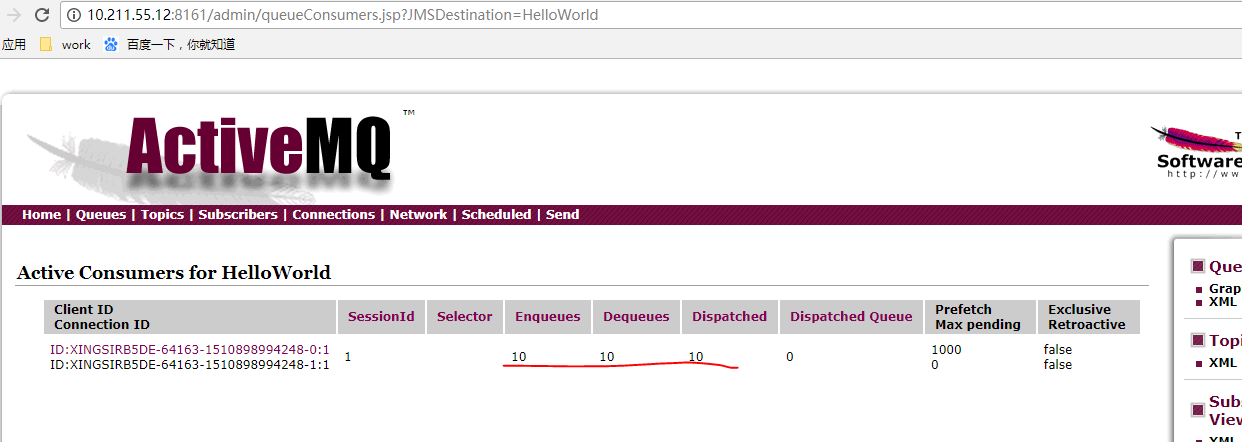 10.211.55.12:8161/admin/queueConsumers.jsp?JMSDestination=HelloWorld
应用 work 百度一下，你就知道
ActiveMQ ™
T
Software
http://ww
Home | Queues | Topics | Subscribers | Connections | Network | Scheduled | Send
Active Consumers for HelloWorld
Client ID
Connection ID SessionId Selector Enqueues Dequeues Dispatched Dispatched Queue Prefetch
Max pending Exclusive
Retroactive
ID:XINGSIRB5DE-64163-1510898994248-0:1
ID:XINGSIRB5DE-64163-1510898994248-1:1 1 10 10 10 0 1000
0 false
false
Que
Grap
XML
Topi
XML
Subs
View
XML